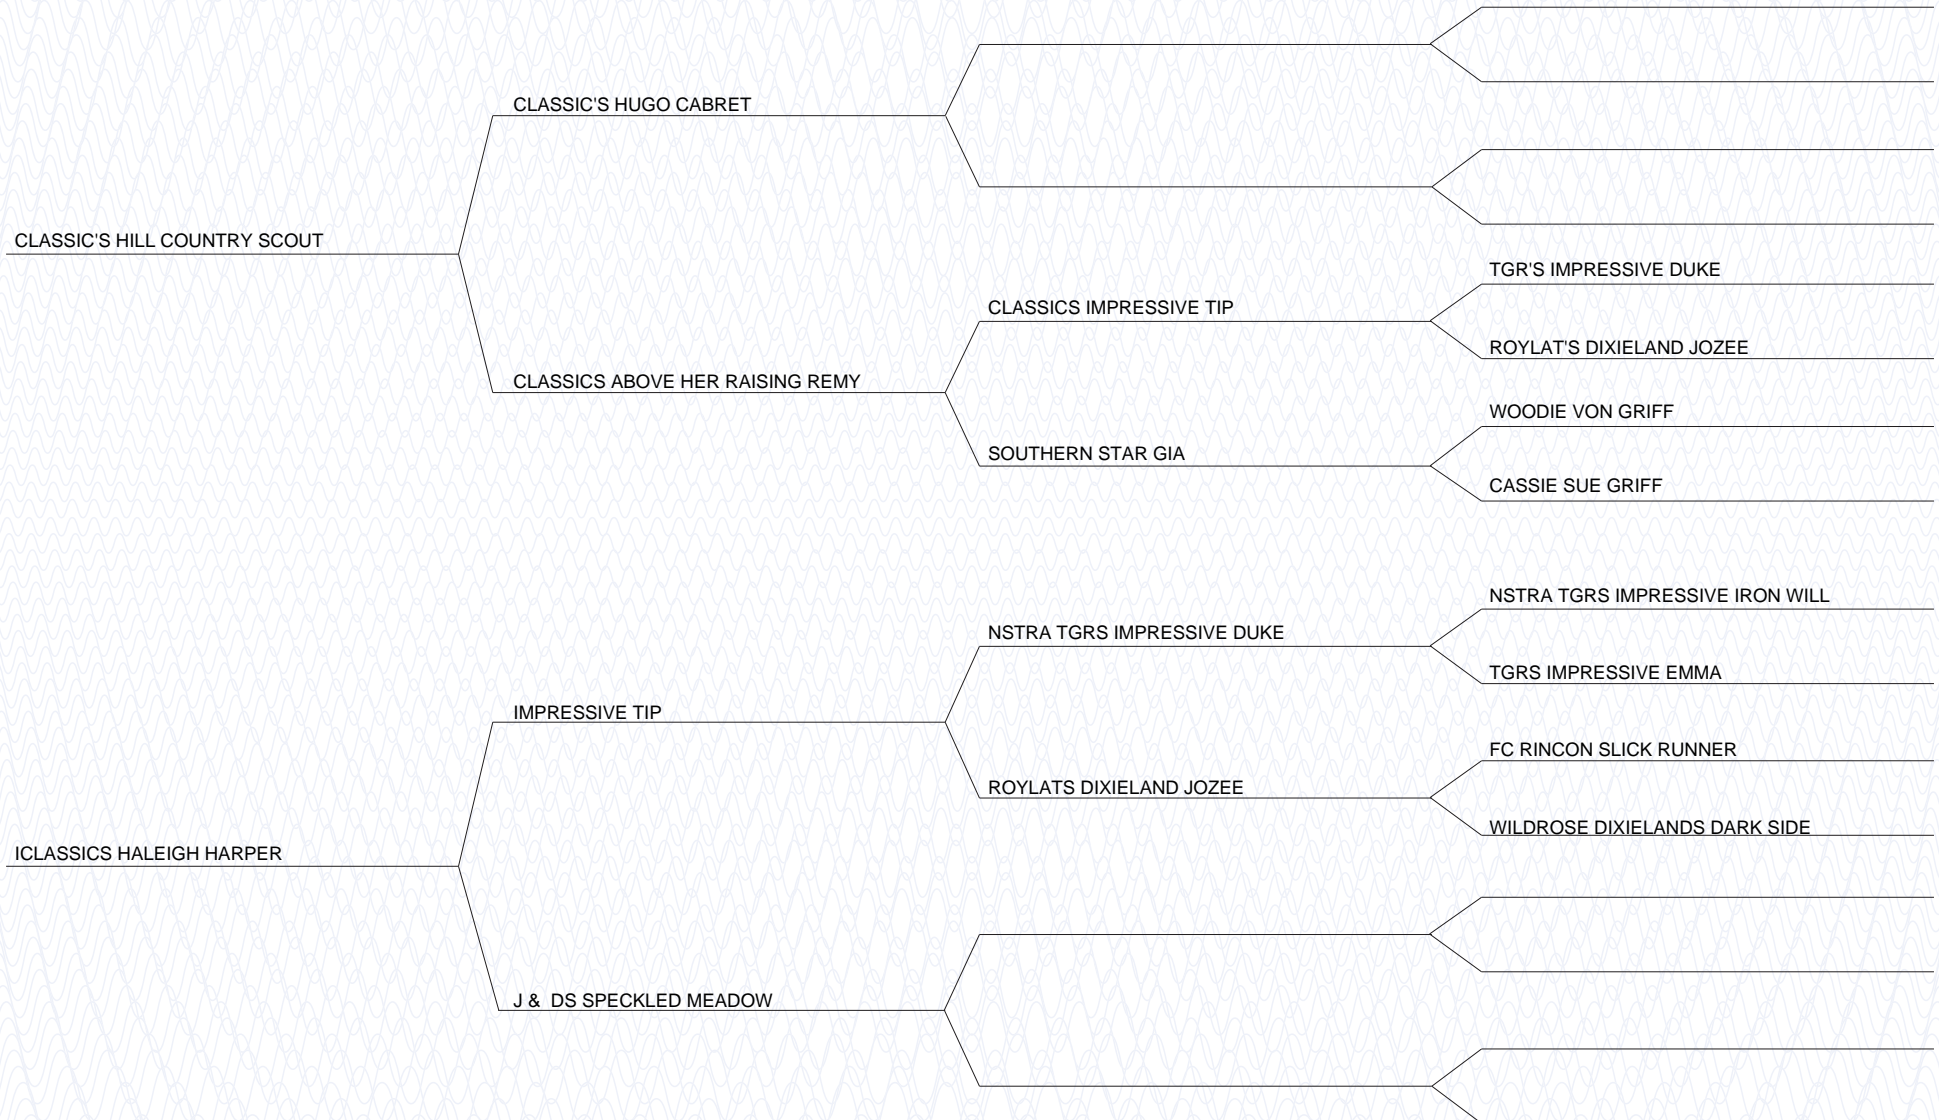 CLASSIC'S HUGO CABRET
CLASSIC'S HILL COUNTRY SCOUT
TGR'S IMPRESSIVE DUKE
CLASSICS IMPRESSIVE TIP
ROYLAT'S DIXIELAND JOZEE
CLASSICS ABOVE HER RAISING REMY
WOODIE VON GRIFF
SOUTHERN STAR GIA
CASSIE SUE GRIFF
NSTRA TGRS IMPRESSIVE IRON WILL
NSTRA TGRS IMPRESSIVE DUKE
TGRS IMPRESSIVE EMMA
IMPRESSIVE TIP
FC RINCON SLICK RUNNER
ROYLATS DIXIELAND JOZEE
WILDROSE DIXIELANDS DARK SIDE
ICLASSICS HALEIGH HARPER
J &  DS SPECKLED MEADOW